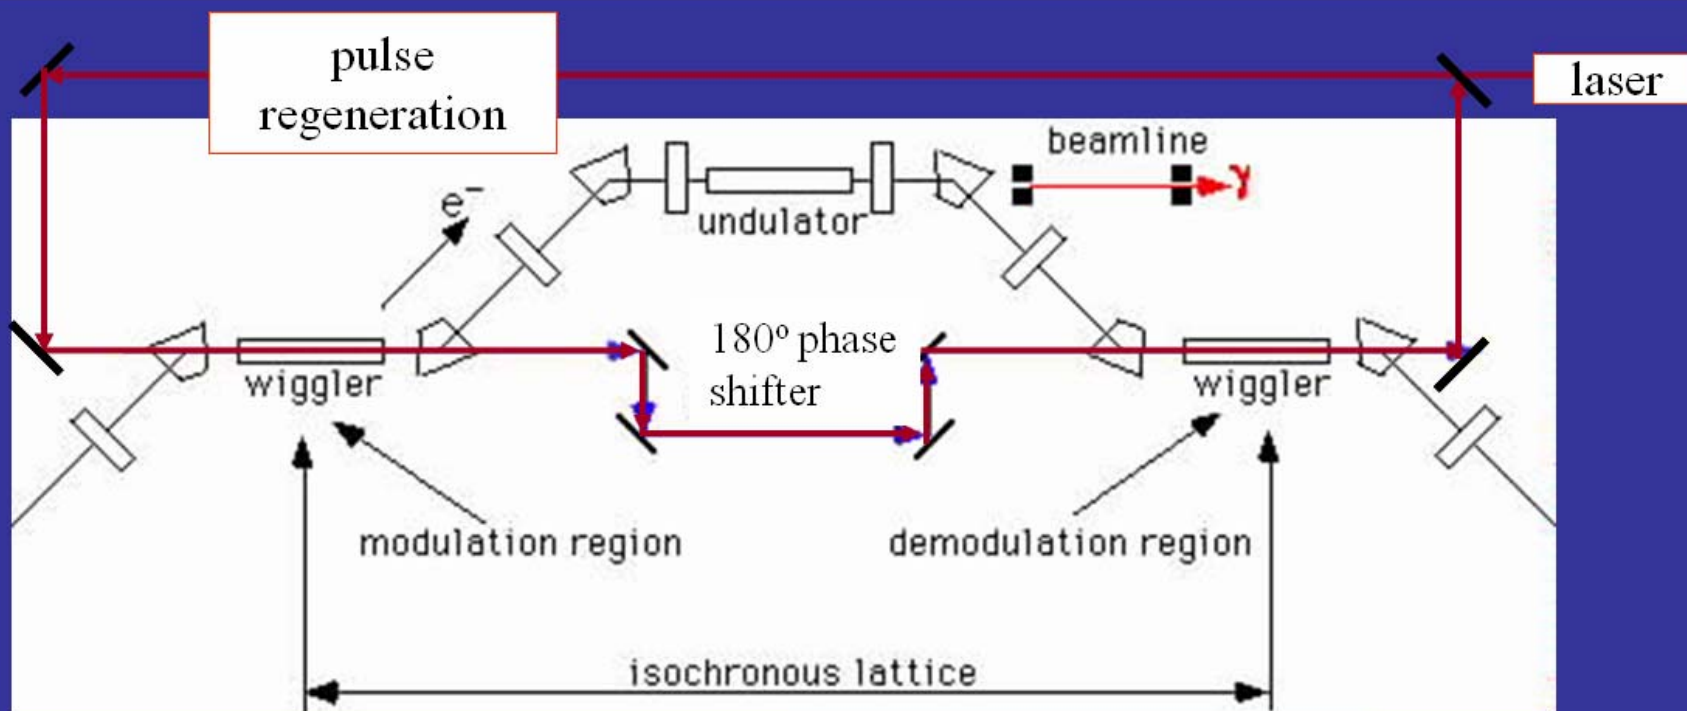 pulse
regeneration
laser
beamline
γ
e⁻
undulator
180º phase
shifter
wiggler
wiggler
modulation region
demodulation region
isochronous lattice